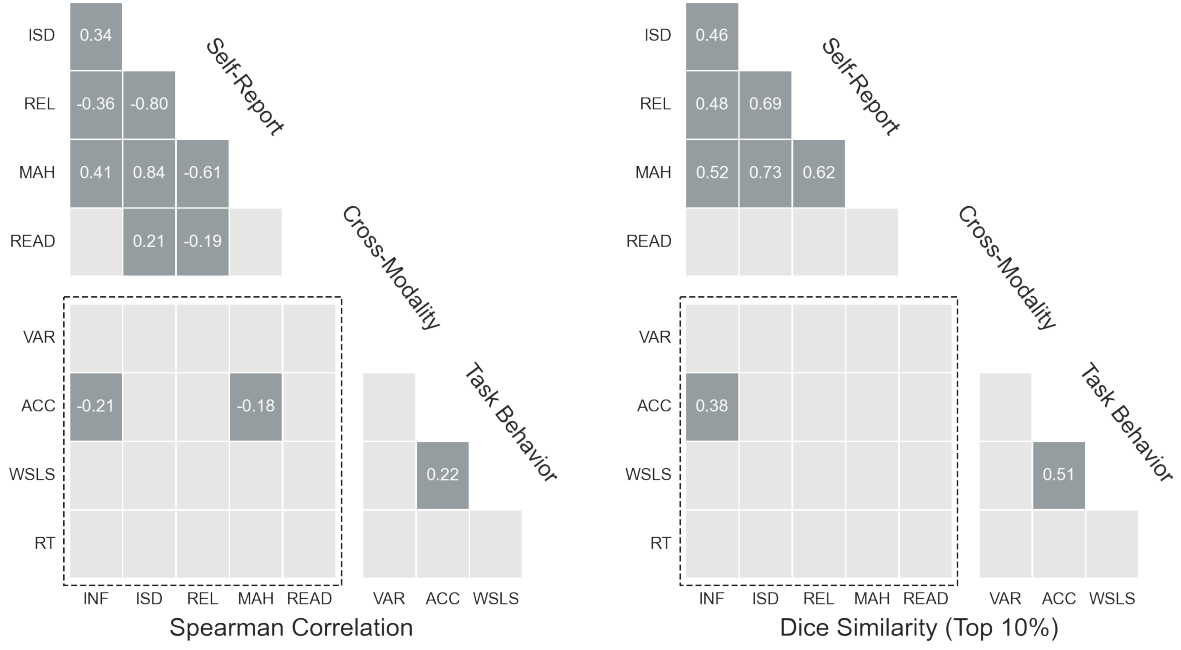 ISD 0.34
REL -0.36 -0.80
MAH 0.41 0.84 -0.61
READ 0.21 -0.19
Self-Report
Cross-Modality
VAR
ACC -0.21 -0.18
WSLS 0.22
RT
Task Behavior
INF ISD REL MAH READ VAR ACC WSLS
Spearman Correlation
ISD 0.46
REL 0.48 0.69
MAH 0.52 0.73 0.62
READ
Self-Report
Cross-Modality
VAR
ACC 0.38
WSLS 0.51
RT
Task Behavior
INF ISD REL MAH READ VAR ACC WSLS
Dice Similarity (Top 10%)